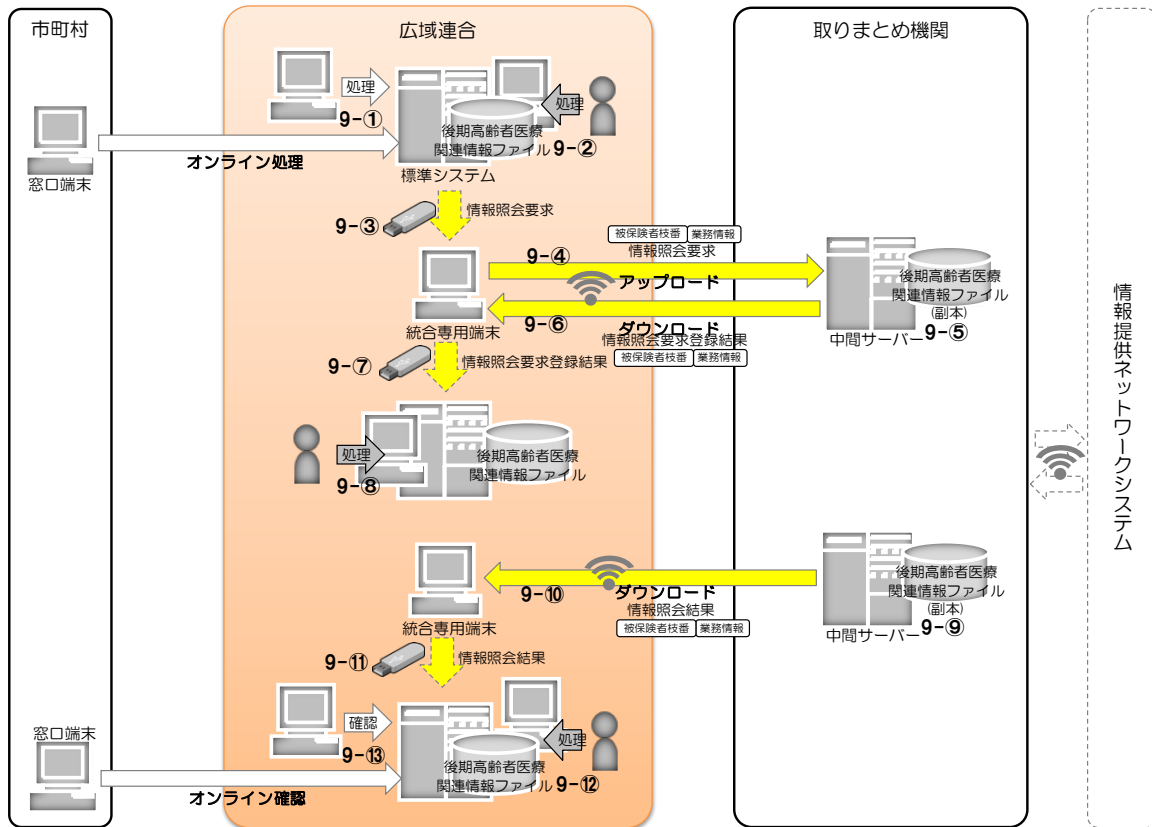 市町村
広域連合
取りまとめ機関
処理
9-①
処理
後期高齢者医療
関連情報ファイル
9-②
標準システム
窓口端末
オンライン処理
9-③
情報照会要求
被保険者枝番
業務情報
情報照会要求
9-④
アップロード
統合専用端末
9-⑥
ダウンロード
情報照会要求登録結果
被保険者枝番
業務情報
後期高齢者医療
関連情報ファイル
(副本)
9-⑤
中間サーバー
9-⑦
情報照会要求登録結果
処理
9-⑧
後期高齢者医療
関連情報ファイル
情報提供ネットワークシステム
9-⑩
ダウンロード
情報照会結果
被保険者枝番
業務情報
統合専用端末
後期高齢者医療
関連情報ファイル
(副本)
9-⑨
中間サーバー
9-⑪
情報照会結果
確認
9-⑬
処理
後期高齢者医療
関連情報ファイル
9-⑫
窓口端末
オンライン確認